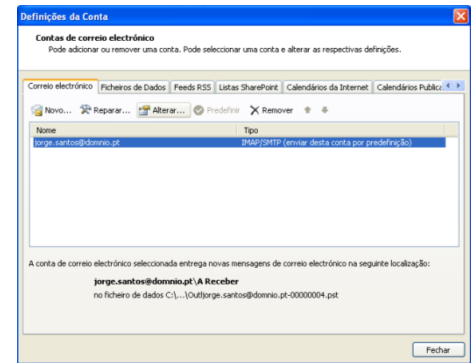 Definições da Conta
Contas de correio electrónico
Pode adicionar ou remover uma conta. Pode seleccionar uma conta e alterar as respectivas definições.
Correio electrónico Ficheiros de Dados Feeds RSS Listas SharePoint Calendários da Internet Calendários Publica
Novo... Reparar... Alterar... Predefinir Remover
Nome Tipo
jorge.santos@domnio.pt IMAP/SMTP (enviar desta conta por predefinição)
A conta de correio electrónico seleccionada entrega novas mensagens de correio electrónico na seguinte localização:
jorge.santos@domnio.pt\A Receber
no ficheiro de dados C:\...\Outljorge.santos@domnio.pt-00000004.pst
Fechar